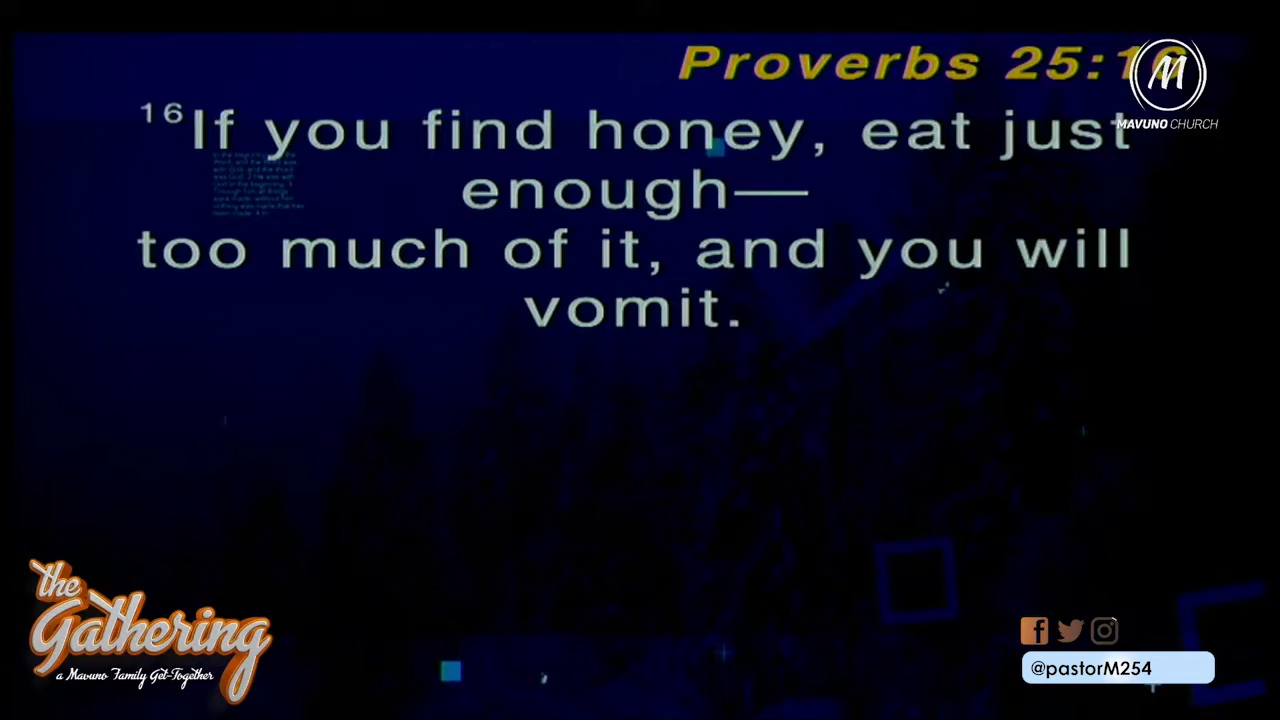 Proverbs 25:16
M
MAVUNO CHURCH
16If you find honey, eat just
enough—
too much of it, and you will
vomit.
the
Gathering
a Mavuno Family Get-Together
@pastorM254